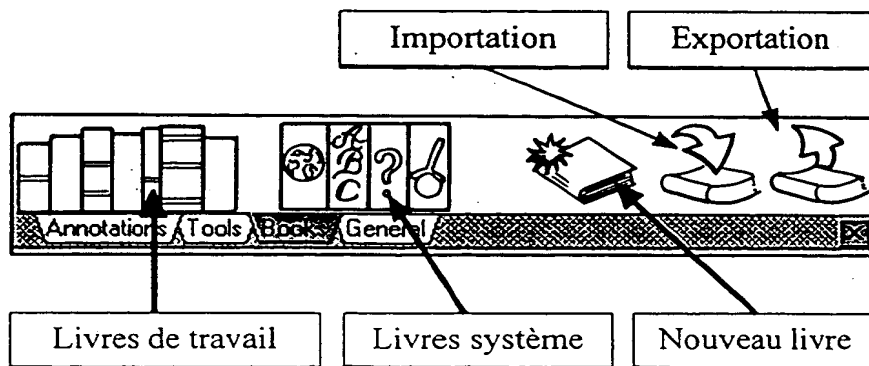 Importation
Exportation
A
B
C
?
Annotations Tools Books General
Livres de travail
Livres système
Nouveau livre